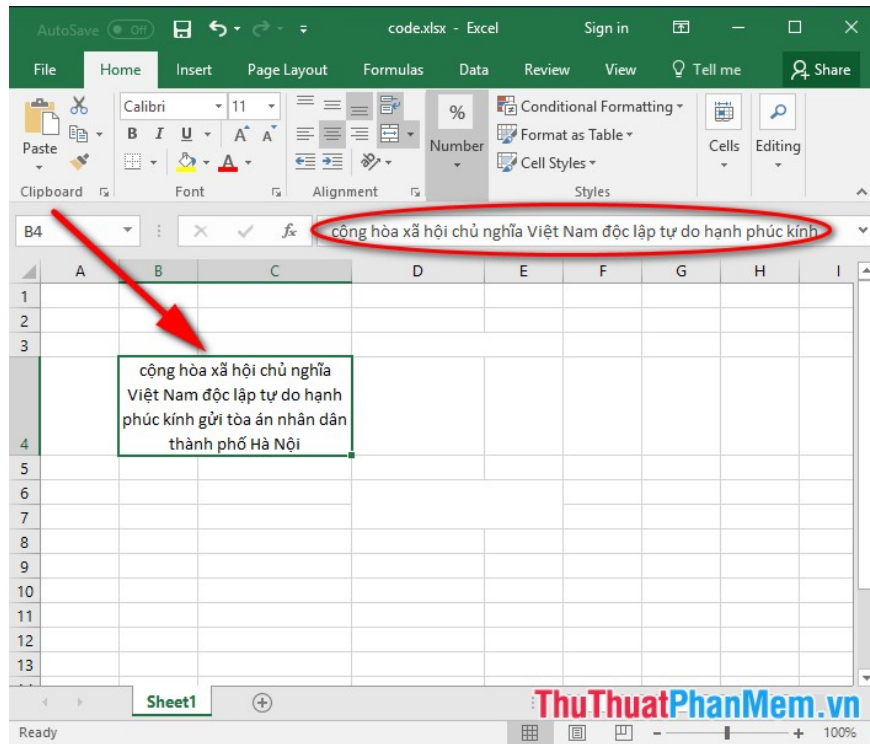 AutoSave Off code.xlsx - Excel Sign in
File Home Insert Page Layout Formulas Data Review View Tell me Share
Paste
Calibri 11
B I U A A
A
%
Number
Conditional Formatting
Format as Table
Cell Styles
Cells
Editing
Clipboard Font Alignment Styles
B4 fx cộng hòa xã hội chủ nghĩa Việt Nam độc lập tự do hạnh phúc kính
A B C D E F G H I
1
2
3
cộng hòa xã hội chủ nghĩa
Việt Nam độc lập tự do hạnh
phúc kính gửi tòa án nhân dân
thành phố Hà Nội
4
5
6
7
8
9
10
11
12
13
Sheet1
ThuThuatPhanMem.vn
Ready 100%